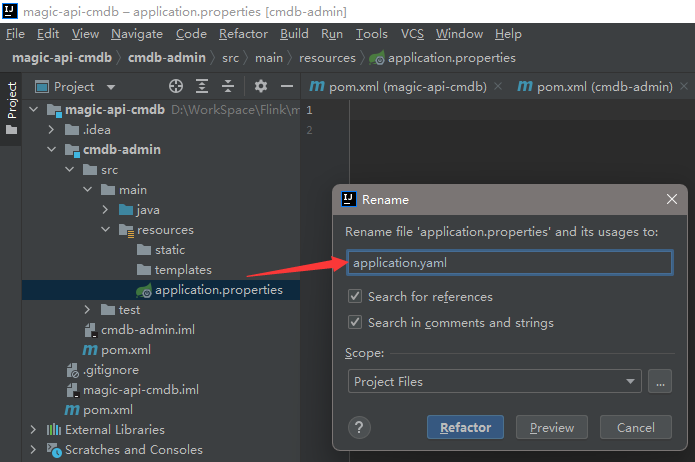 magic-api-cmdb – application.properties [cmdb-admin]
File Edit View Navigate Code Refactor Build Run Tools VCS Window Help
magic-api-cmdb cmdb-admin src main resources application.properties
Project
Project
pom.xml (magic-api-cmdb)
pom.xml (cmdb-admin)
magic-api-cmdb D:\WorkSpace\Flink\m
.idea
cmdb-admin
src
main
java
resources
static
templates
application.properties
test
cmdb-admin.iml
pom.xml
.gitignore
magic-api-cmdb.iml
pom.xml
External Libraries
Scratches and Consoles
1
2
Rename
Rename file 'application.properties' and its usages to:
application.yaml
Search for references
Search in comments and strings
Scope:
Project Files
...
?
Refactor
Preview
Cancel